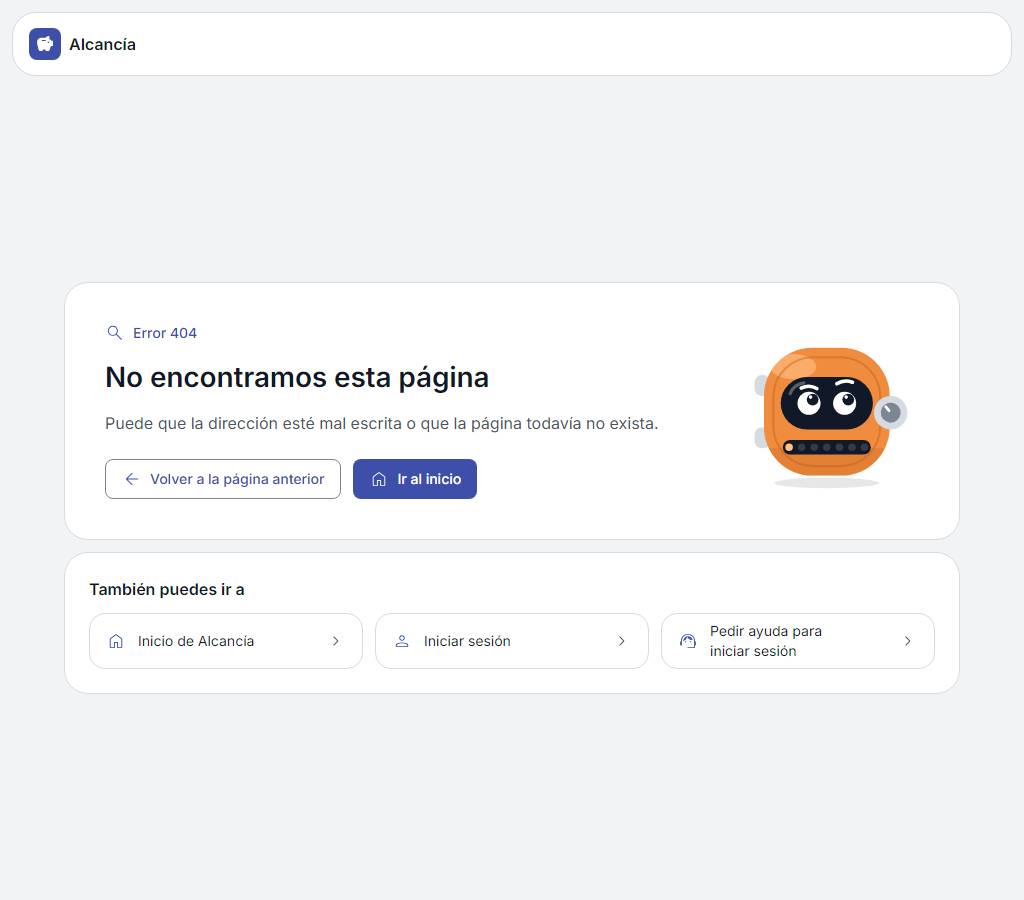 Alcancía
Error 404
No encontramos esta página
Puede que la dirección esté mal escrita o que la página todavía no exista.
Volver a la página anterior
Ir al inicio
También puedes ir a
Inicio de Alcancía
Iniciar sesión
Pedir ayuda para
iniciar sesión